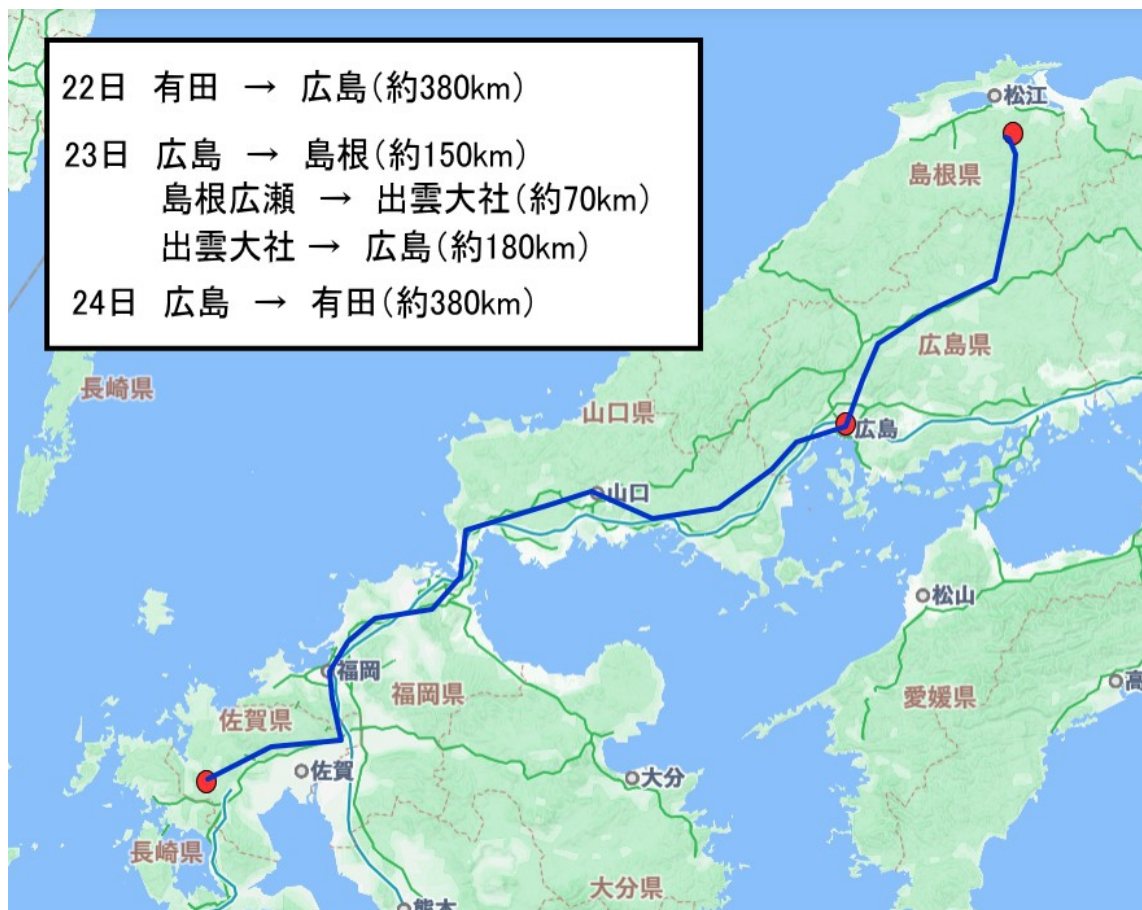 22日 有田 → 広島(約380km)
23日 広島 → 島根(約150km)
島根広瀬 → 出雲大社(約70km)
出雲大社 → 広島(約180km)
24日 広島 → 有田(約380km)
松江
島根県
広島県
長崎県
山口県
広島
山口
松山
福岡
福岡県
愛媛県
高
佐賀県
佐賀
大分
長崎県
大分県
熊本